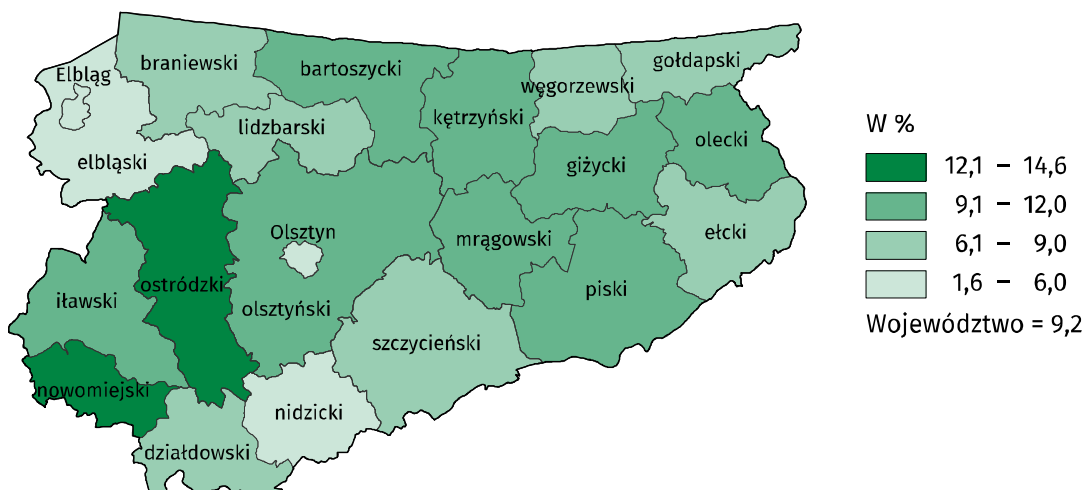 Elbląg
braniewski
bartoszycki
węgorzewski
gołdapski
lidzbarski
kętrzyński
olecki
elbląski
giżycki
Olsztyn
mrągowski
ełcki
ostródzki
iławski
olsztyński
piski
szczycieński
nowomiejski
nidzicki
działdowski
W %
12,1 – 14,6
9,1 – 12,0
6,1 – 9,0
1,6 – 6,0
Województwo = 9,2